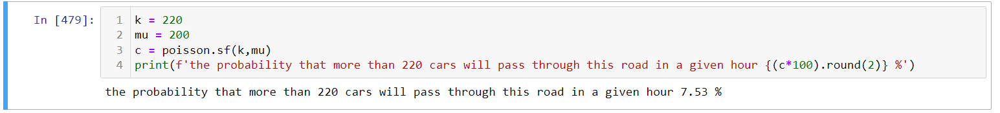 In [479]:
1 k = 220
2 mu = 200
3 c = poisson.sf(k,mu)
4 print(f'the probability that more than 220 cars will pass through this road in a given hour {(c*100).round(2)} %')
the probability that more than 220 cars will pass through this road in a given hour 7.53 %